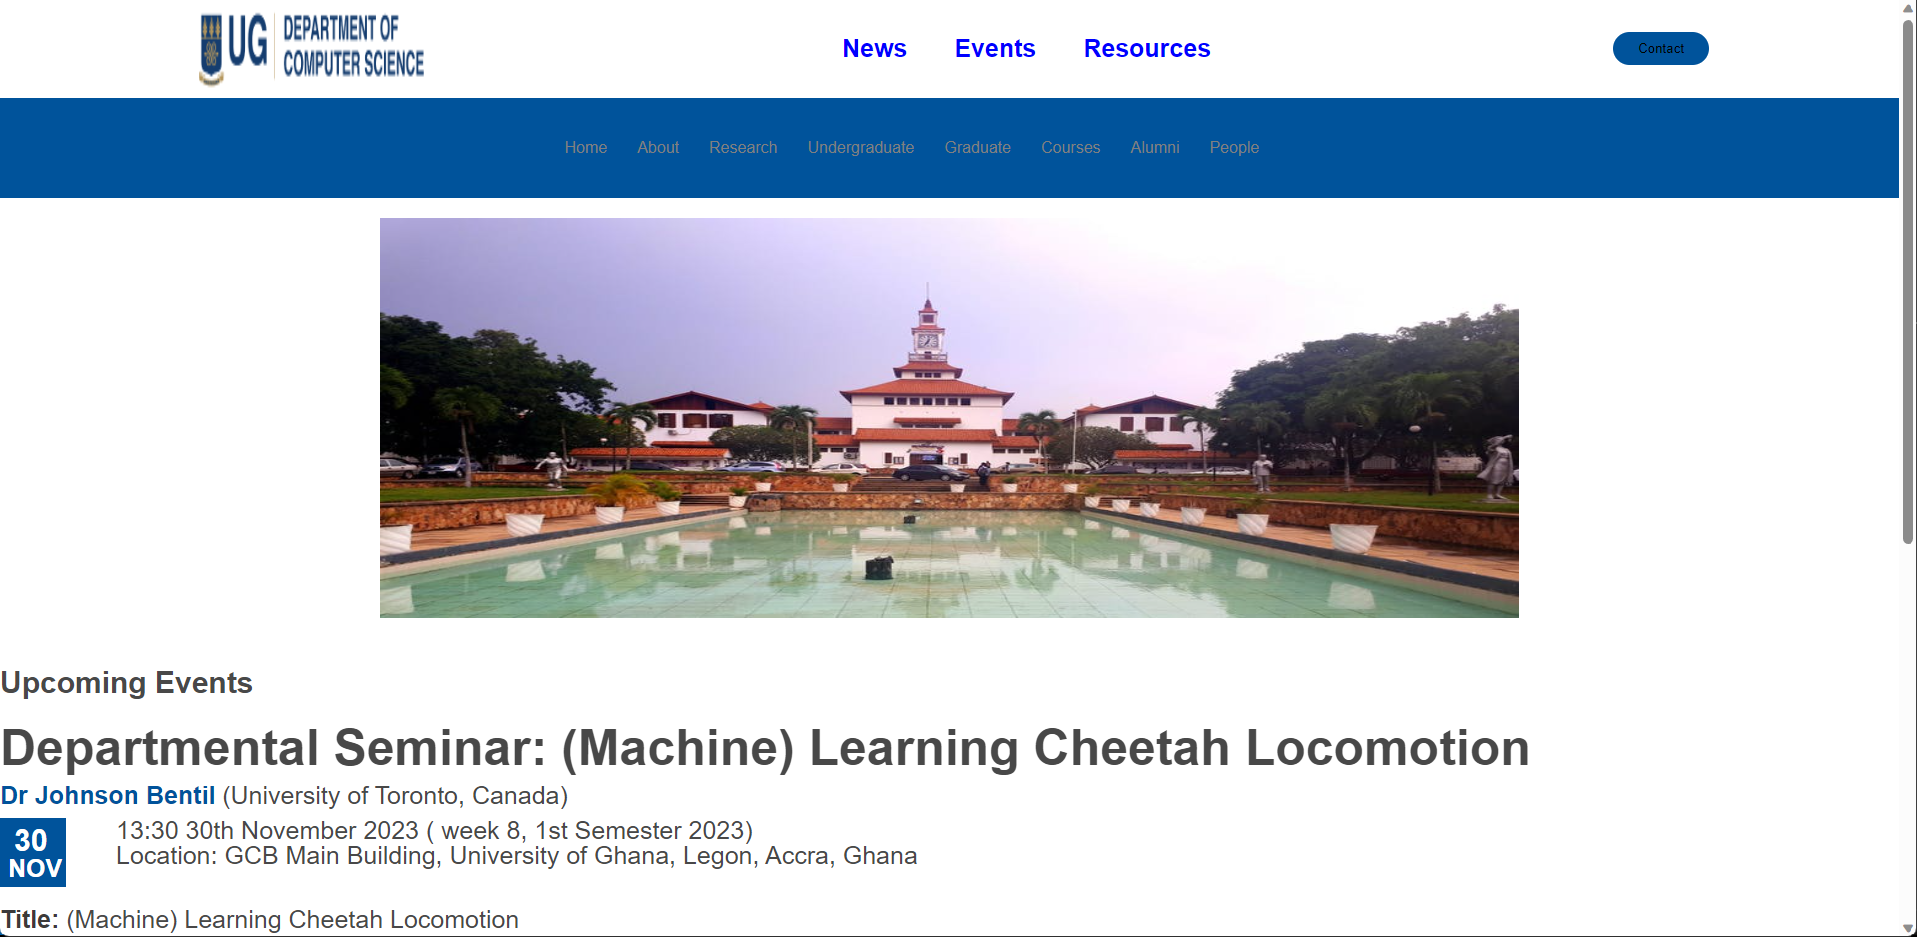 UG DEPARTMENT OF
COMPUTER SCIENCE
News Events Resources
Contact
Home About Research Undergraduate Graduate Courses Alumni People
Upcoming Events
Departmental Seminar: (Machine) Learning Cheetah Locomotion
Dr Johnson Bentil (University of Toronto, Canada)
30
NOV
13:30 30th November 2023 ( week 8, 1st Semester 2023)
Location: GCB Main Building, University of Ghana, Legon, Accra, Ghana
Title: (Machine) Learning Cheetah Locomotion